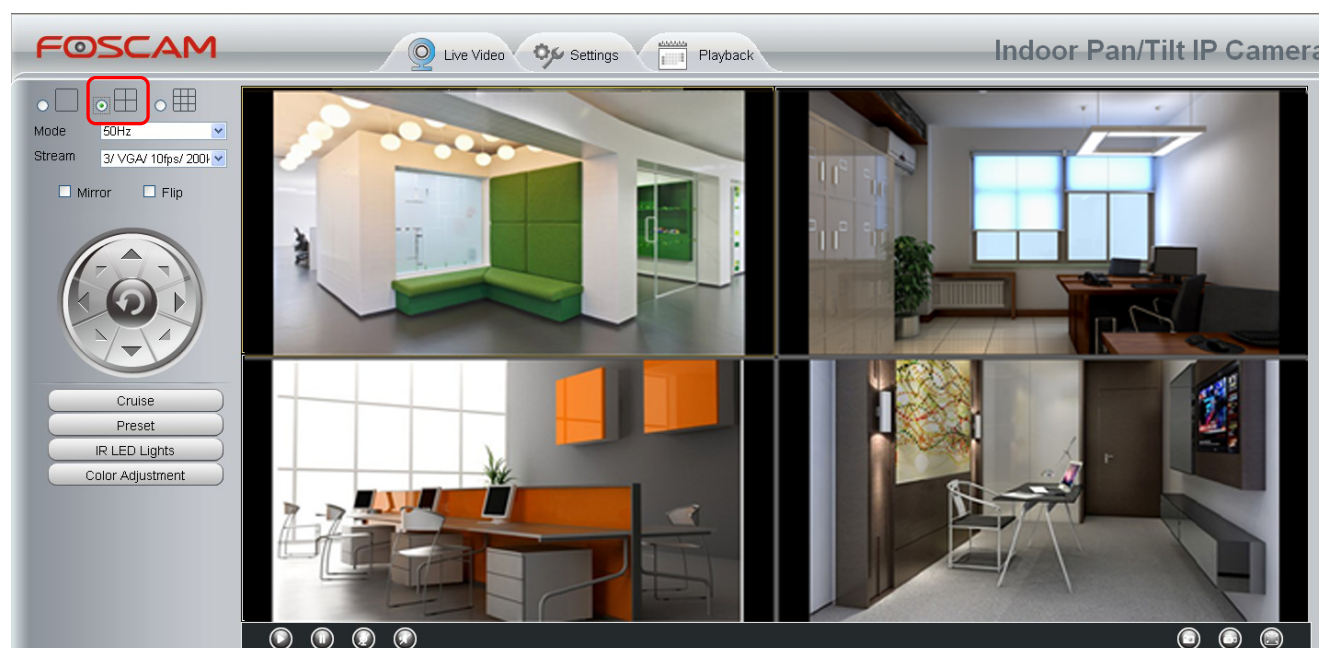 FOSCAM
Live Video
Settings
Playback
Indoor Pan/Tilt IP Camera
Mode
50Hz
Stream
3/ VGA/ 10fps/ 200
Mirror
Flip
Cruise
Preset
IR LED Lights
Color Adjustment